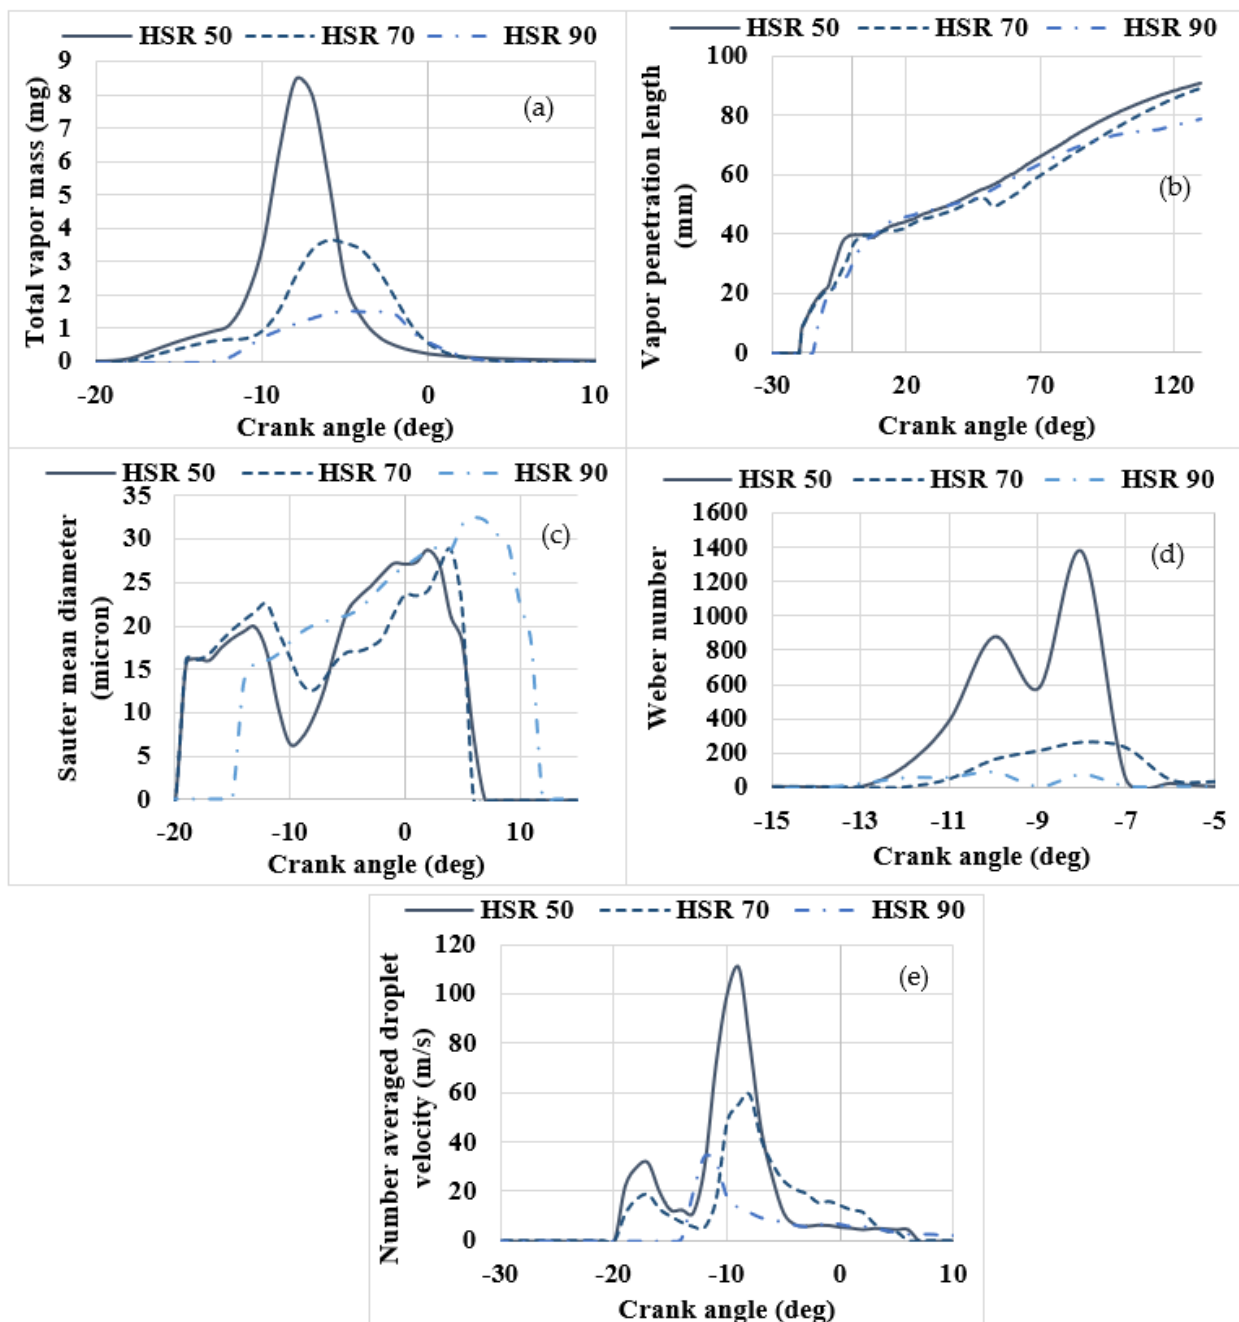 HSR 50 HSR 70 HSR 90
9
8
7
6
5
4
3
2
1
0
Total vapor mass (mg)
(a)
-20 -10 0 10
Crank angle (deg)
HSR 50 HSR 70 HSR 90
100
80
60
40
20
0
Vapor penetration length
(mm)
(b)
-30 20 70 120
Crank angle (deg)
HSR 50 HSR 70 HSR 90
35
30
25
20
15
10
5
0
Sauter mean diameter
(micron)
(c)
-20 -10 0 10
Crank angle (deg)
HSR 50 HSR 70 HSR 90
1600
1400
1200
1000
800
600
400
200
0
Weber number
(d)
-15 -13 -11 -9 -7 -5
Crank angle (deg)
HSR 50 HSR 70 HSR 90
120
100
80
60
40
20
0
Number averaged droplet
velocity (m/s)
(e)
-30 -20 -10 0 10
Crank angle (deg)